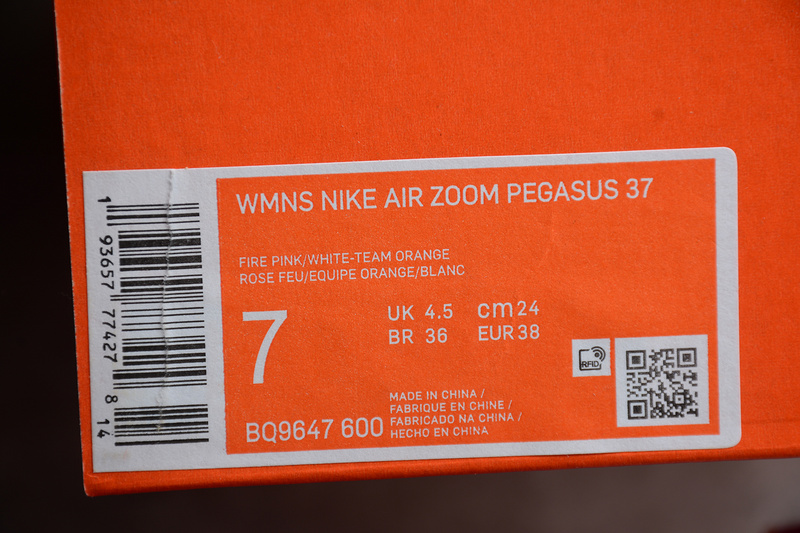 WMNS NIKE AIR ZOOM PEGASUS 37
FIRE PINK/WHITE-TEAM ORANGE
ROSE FEU/EQUIPE ORANGE/BLANC
7
UK 4.5 cm 24
BR 36 EUR 38
RFID
BQ9647 600
MADE IN CHINA /
FABRIQUE EN CHINE /
FABRICADO NA CHINA /
HECHO EN CHINA
1 93657 77427 8 14